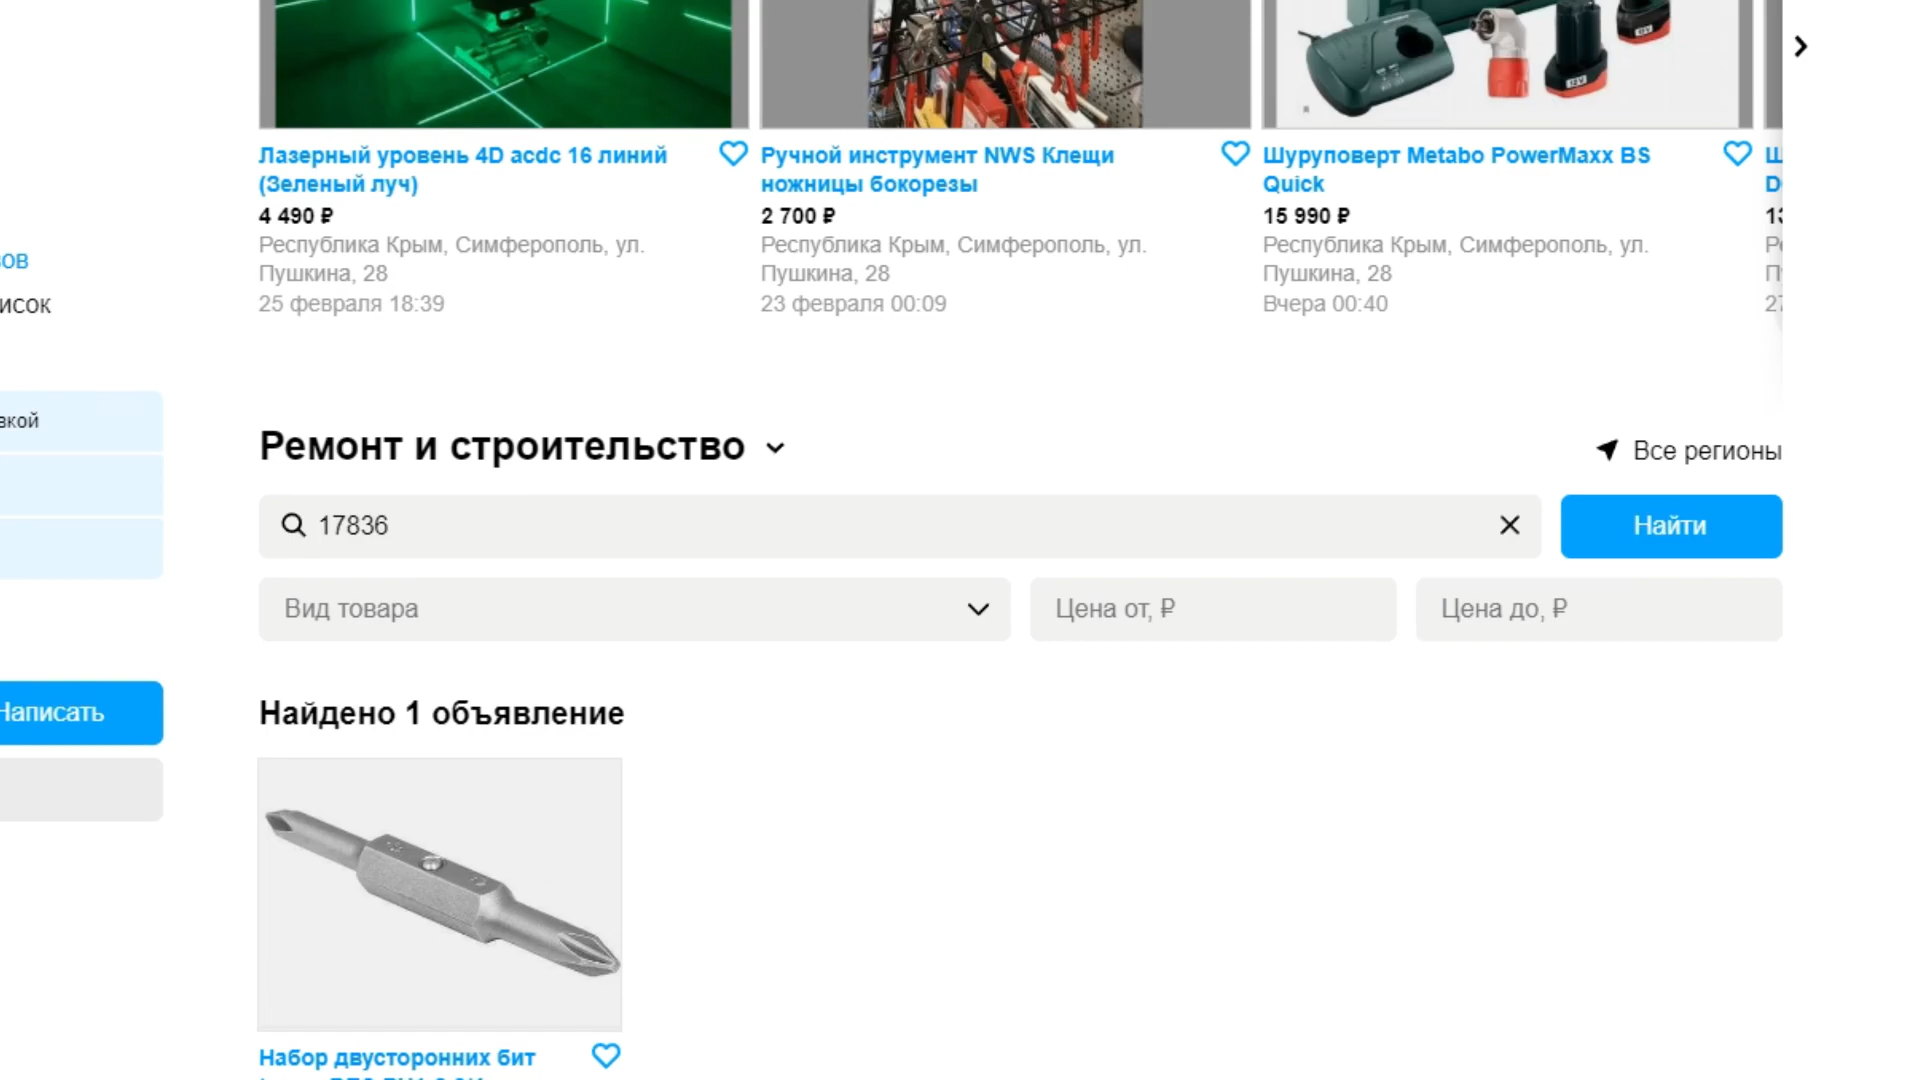 Лазерный уровень 4D acdc 16 линий
(Зеленый луч)
4 490 ₽
Республика Крым, Симферополь, ул.
Пушкина, 28
25 февраля 18:39
Ручной инструмент NWS Клещи
ножницы бокорезы
2 700 ₽
Республика Крым, Симферополь, ул.
Пушкина, 28
23 февраля 00:09
Шуруповерт Metabo PowerMaxx BS
Quick
15 990 ₽
Республика Крым, Симферополь, ул.
Пушкина, 28
Вчера 00:40
Ремонт и строительство
Все регионы
17836
Найти
Вид товара
Цена от, ₽
Цена до, ₽
Написать
Найдено 1 объявление
Набор двусторонних бит